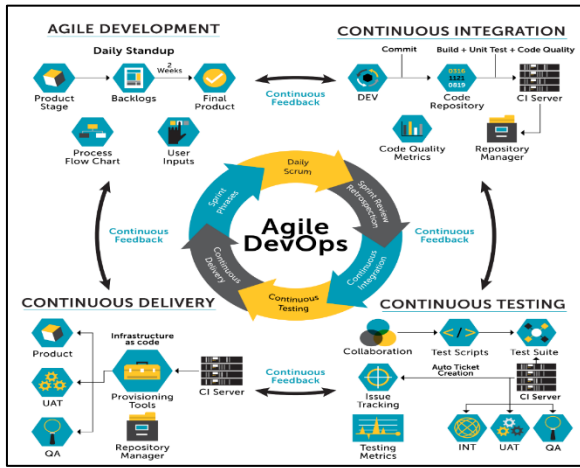 AGILE DEVELOPMENT
Daily Standup
2
Weeks
Product
Stage
Backlogs
Final
Product
Process
Flow Chart
User
Inputs
Continuous
Feedback
CONTINUOUS INTEGRATION
Commit
Build + Unit Test + Code Quality
DEV
0316
1121
0819
Code
Repository
CI Server
Code Quality
Metrics
Repository
Manager
Continuous
Feedback
Continuous
Feedback
Agile
DevOps
Sprint Phrases
Daily
Scrum
Sprint Review
Retrospection
Continuous
Integration
Continuous
Testing
Continuous
Delivery
CONTINUOUS DELIVERY
Infrastructure
as code
Product
UAT
QA
Provisioning
Tools
CI Server
Repository
Manager
Continuous
Feedback
CONTINUOUS TESTING
Collaboration
</>
Test Scripts
Test Suite
Auto Ticket
Creation
Issue
Tracking
CI Server
Testing
Metrics
INT
UAT
QA